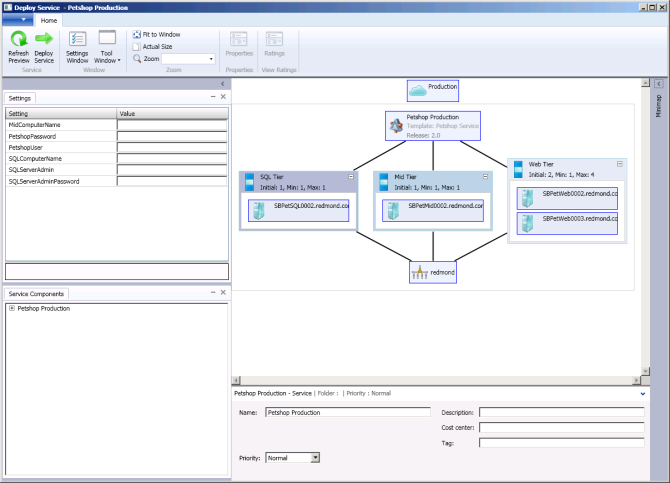 Deploy Service - Petshop Production
Home
Refresh Preview
Deploy Service
Settings Window
Tool Window
Fit to Window
Actual Size
Zoom
Properties
Ratings
Service
Window
Zoom
Properties
View Ratings
Settings
Setting Value
MidComputerName
PetshopPassword
PetshopUser
SQLComputerName
SQLServerAdmin
SQLServerAdminPassword
Service Components
Petshop Production
Production
Petshop Production
Template: Petshop Service
Release: 2.0
SQL Tier
Initial: 1, Min: 1, Max: 1
SBPetSQL0002.redmond.cor
Mid Tier
Initial: 1, Min: 1, Max: 1
SBPetMid0002.redmond.cor
Web Tier
Initial: 2, Min: 1, Max: 4
SBPetWeb0002.redmond.co
SBPetWeb0003.redmond.co
redmond
Minimap
Petshop Production - Service | Folder : | Priority : Normal
Name: Petshop Production
Description:
Cost center:
Tag:
Priority: Normal